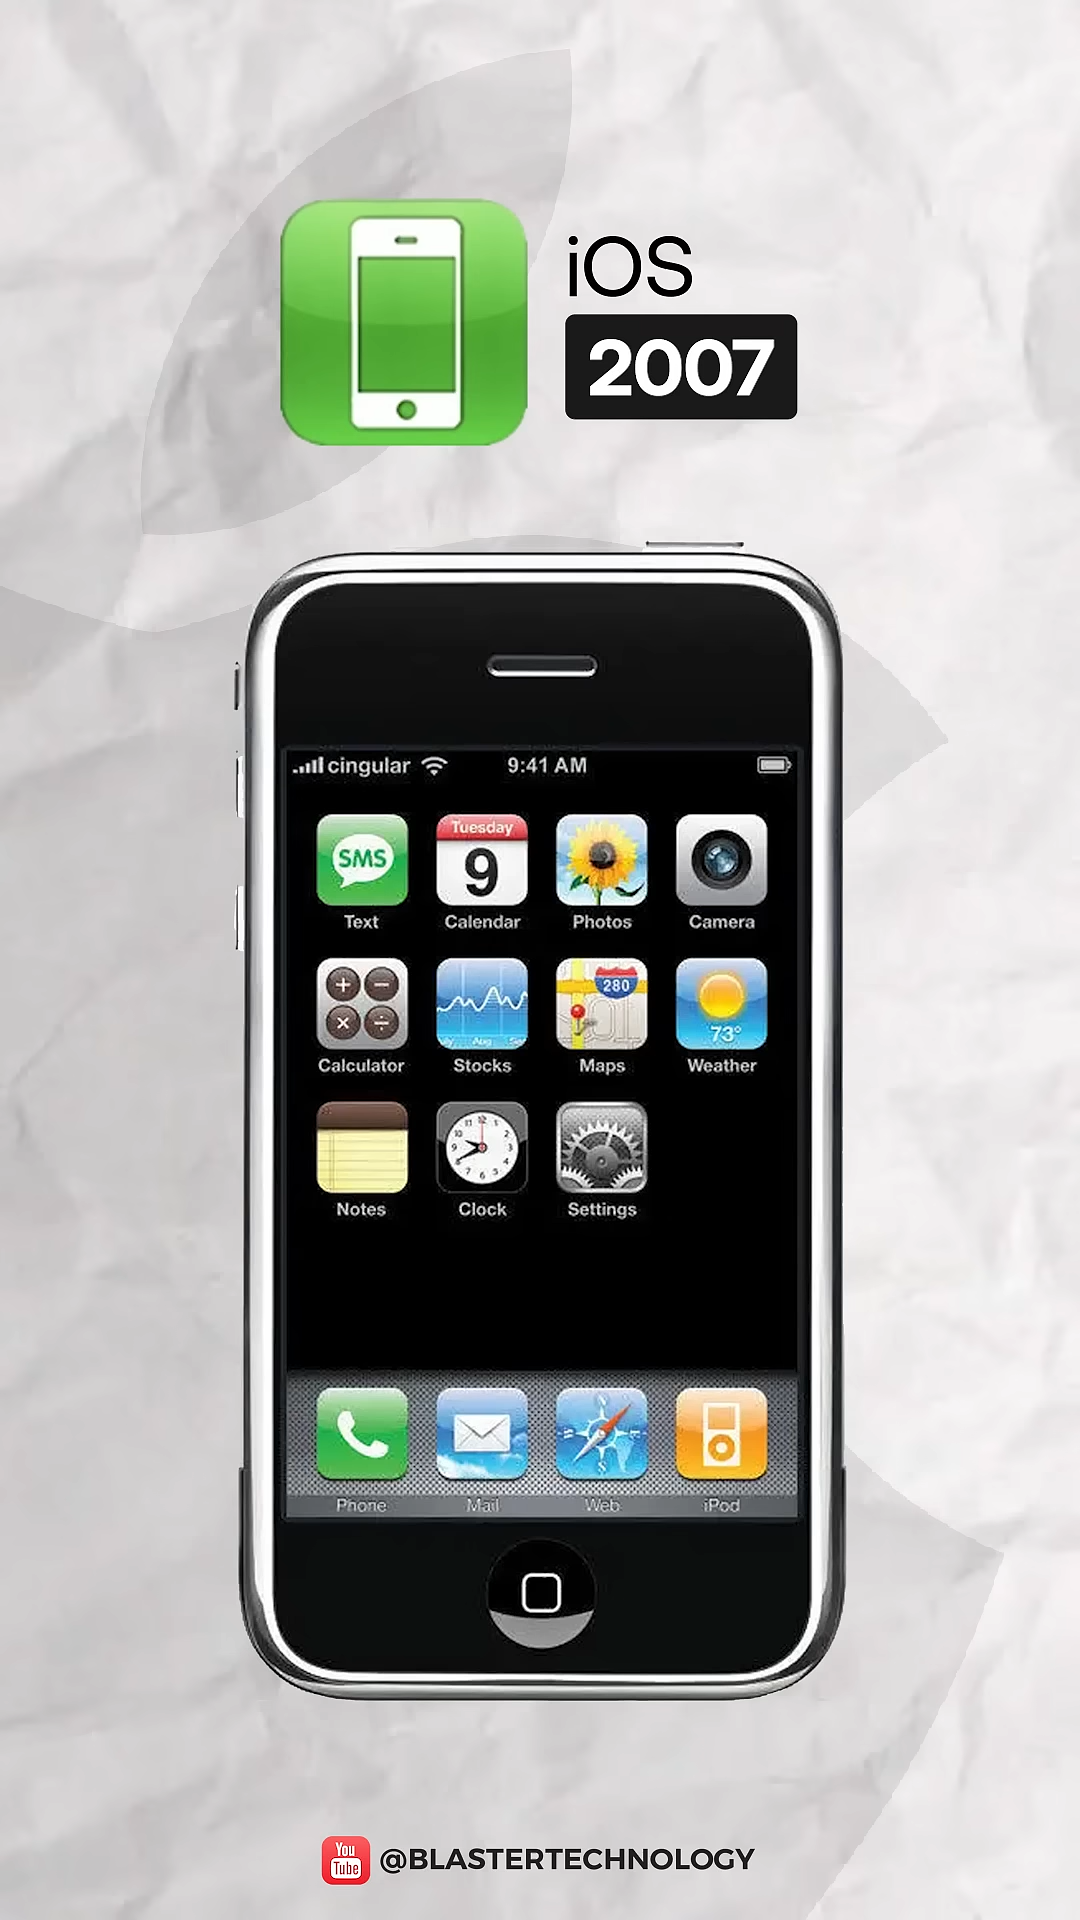 iOS
2007
cingular 9:41 AM
SMS
Tuesday
9
Text Calendar Photos Camera
280
73°
Aug
Calculator Stocks Maps Weather
Notes Clock Settings
Phone Mail Web iPod
You
Tube
@BLASTERTECHNOLOGY